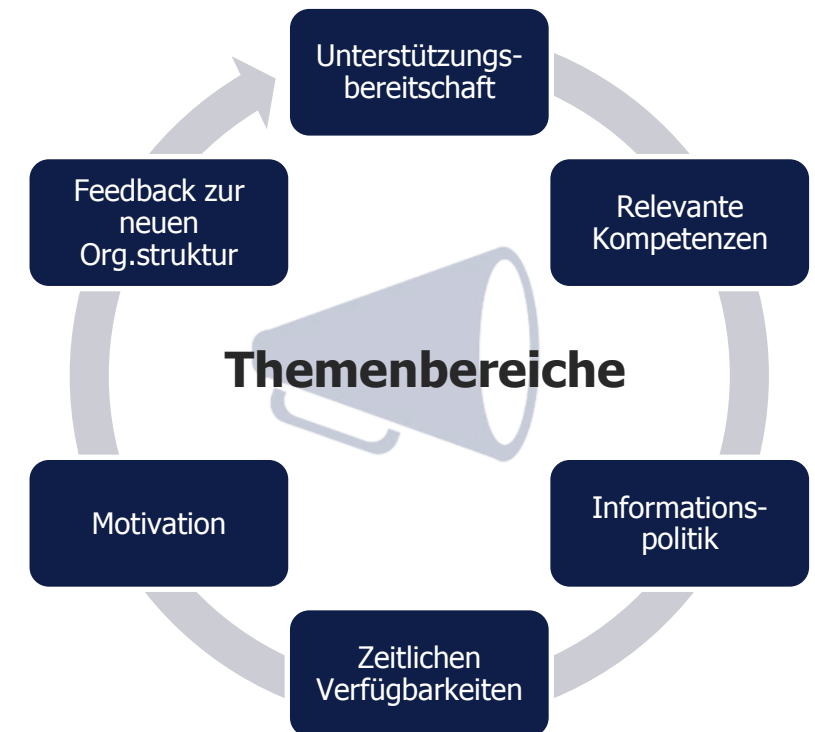 Unterstützungs-
bereitschaft
Relevante
Kompetenzen
Informations-
politik
Zeitlichen
Verfügbarkeiten
Motivation
Feedback zur
neuen
Org.struktur
Themenbereiche